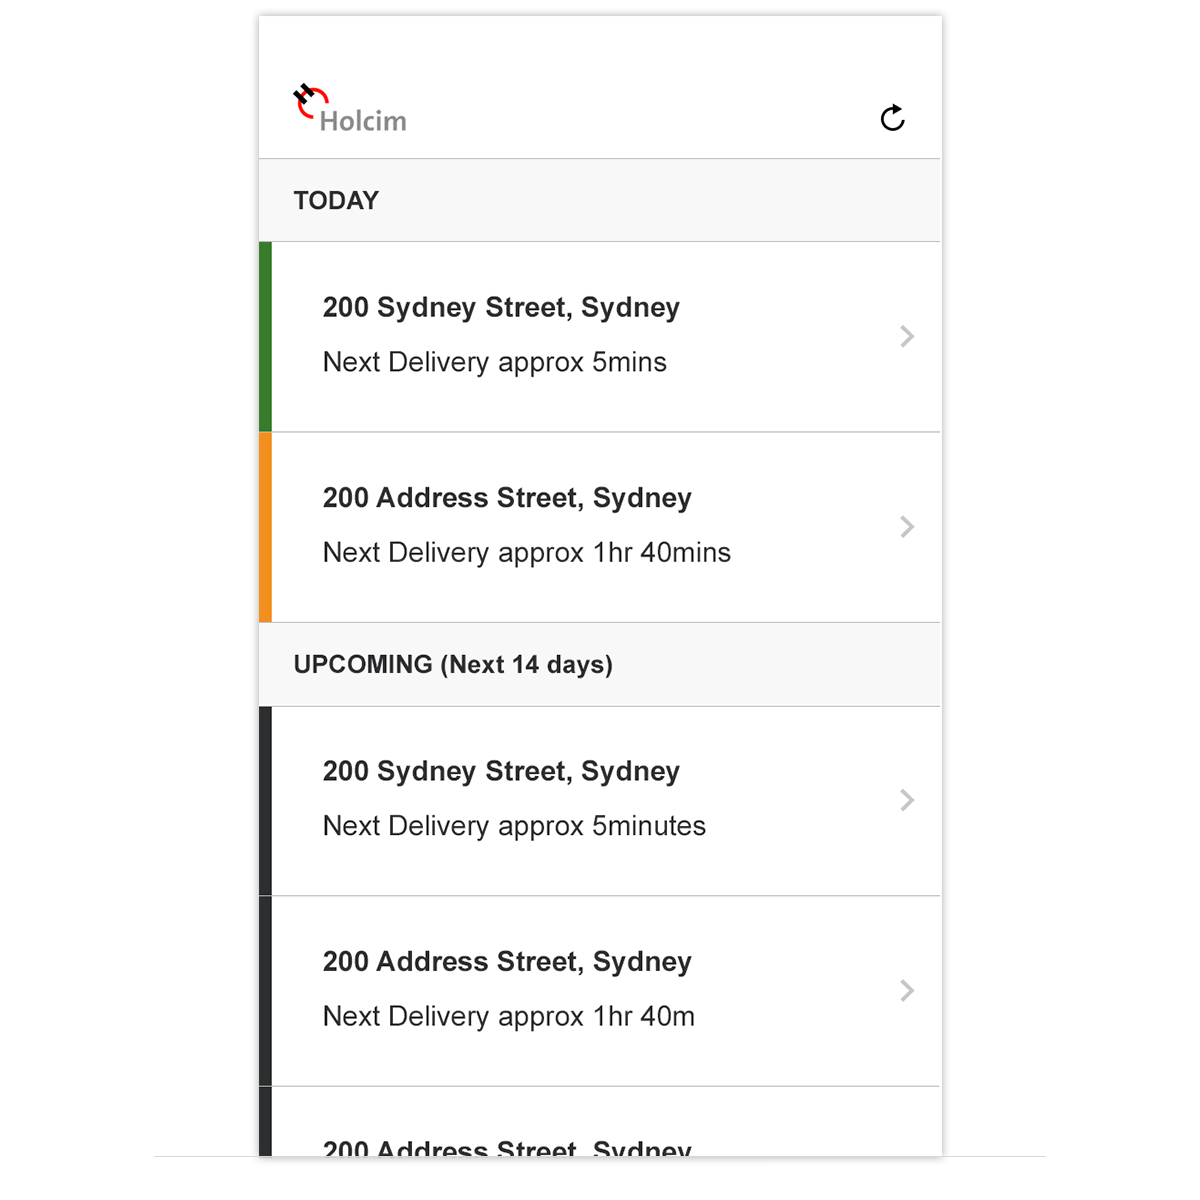 Holcim
TODAY
200 Sydney Street, Sydney
Next Delivery approx 5mins
200 Address Street, Sydney
Next Delivery approx 1hr 40mins
UPCOMING (Next 14 days)
200 Sydney Street, Sydney
Next Delivery approx 5minutes
200 Address Street, Sydney
Next Delivery approx 1hr 40m
200 Address Street, Sydney